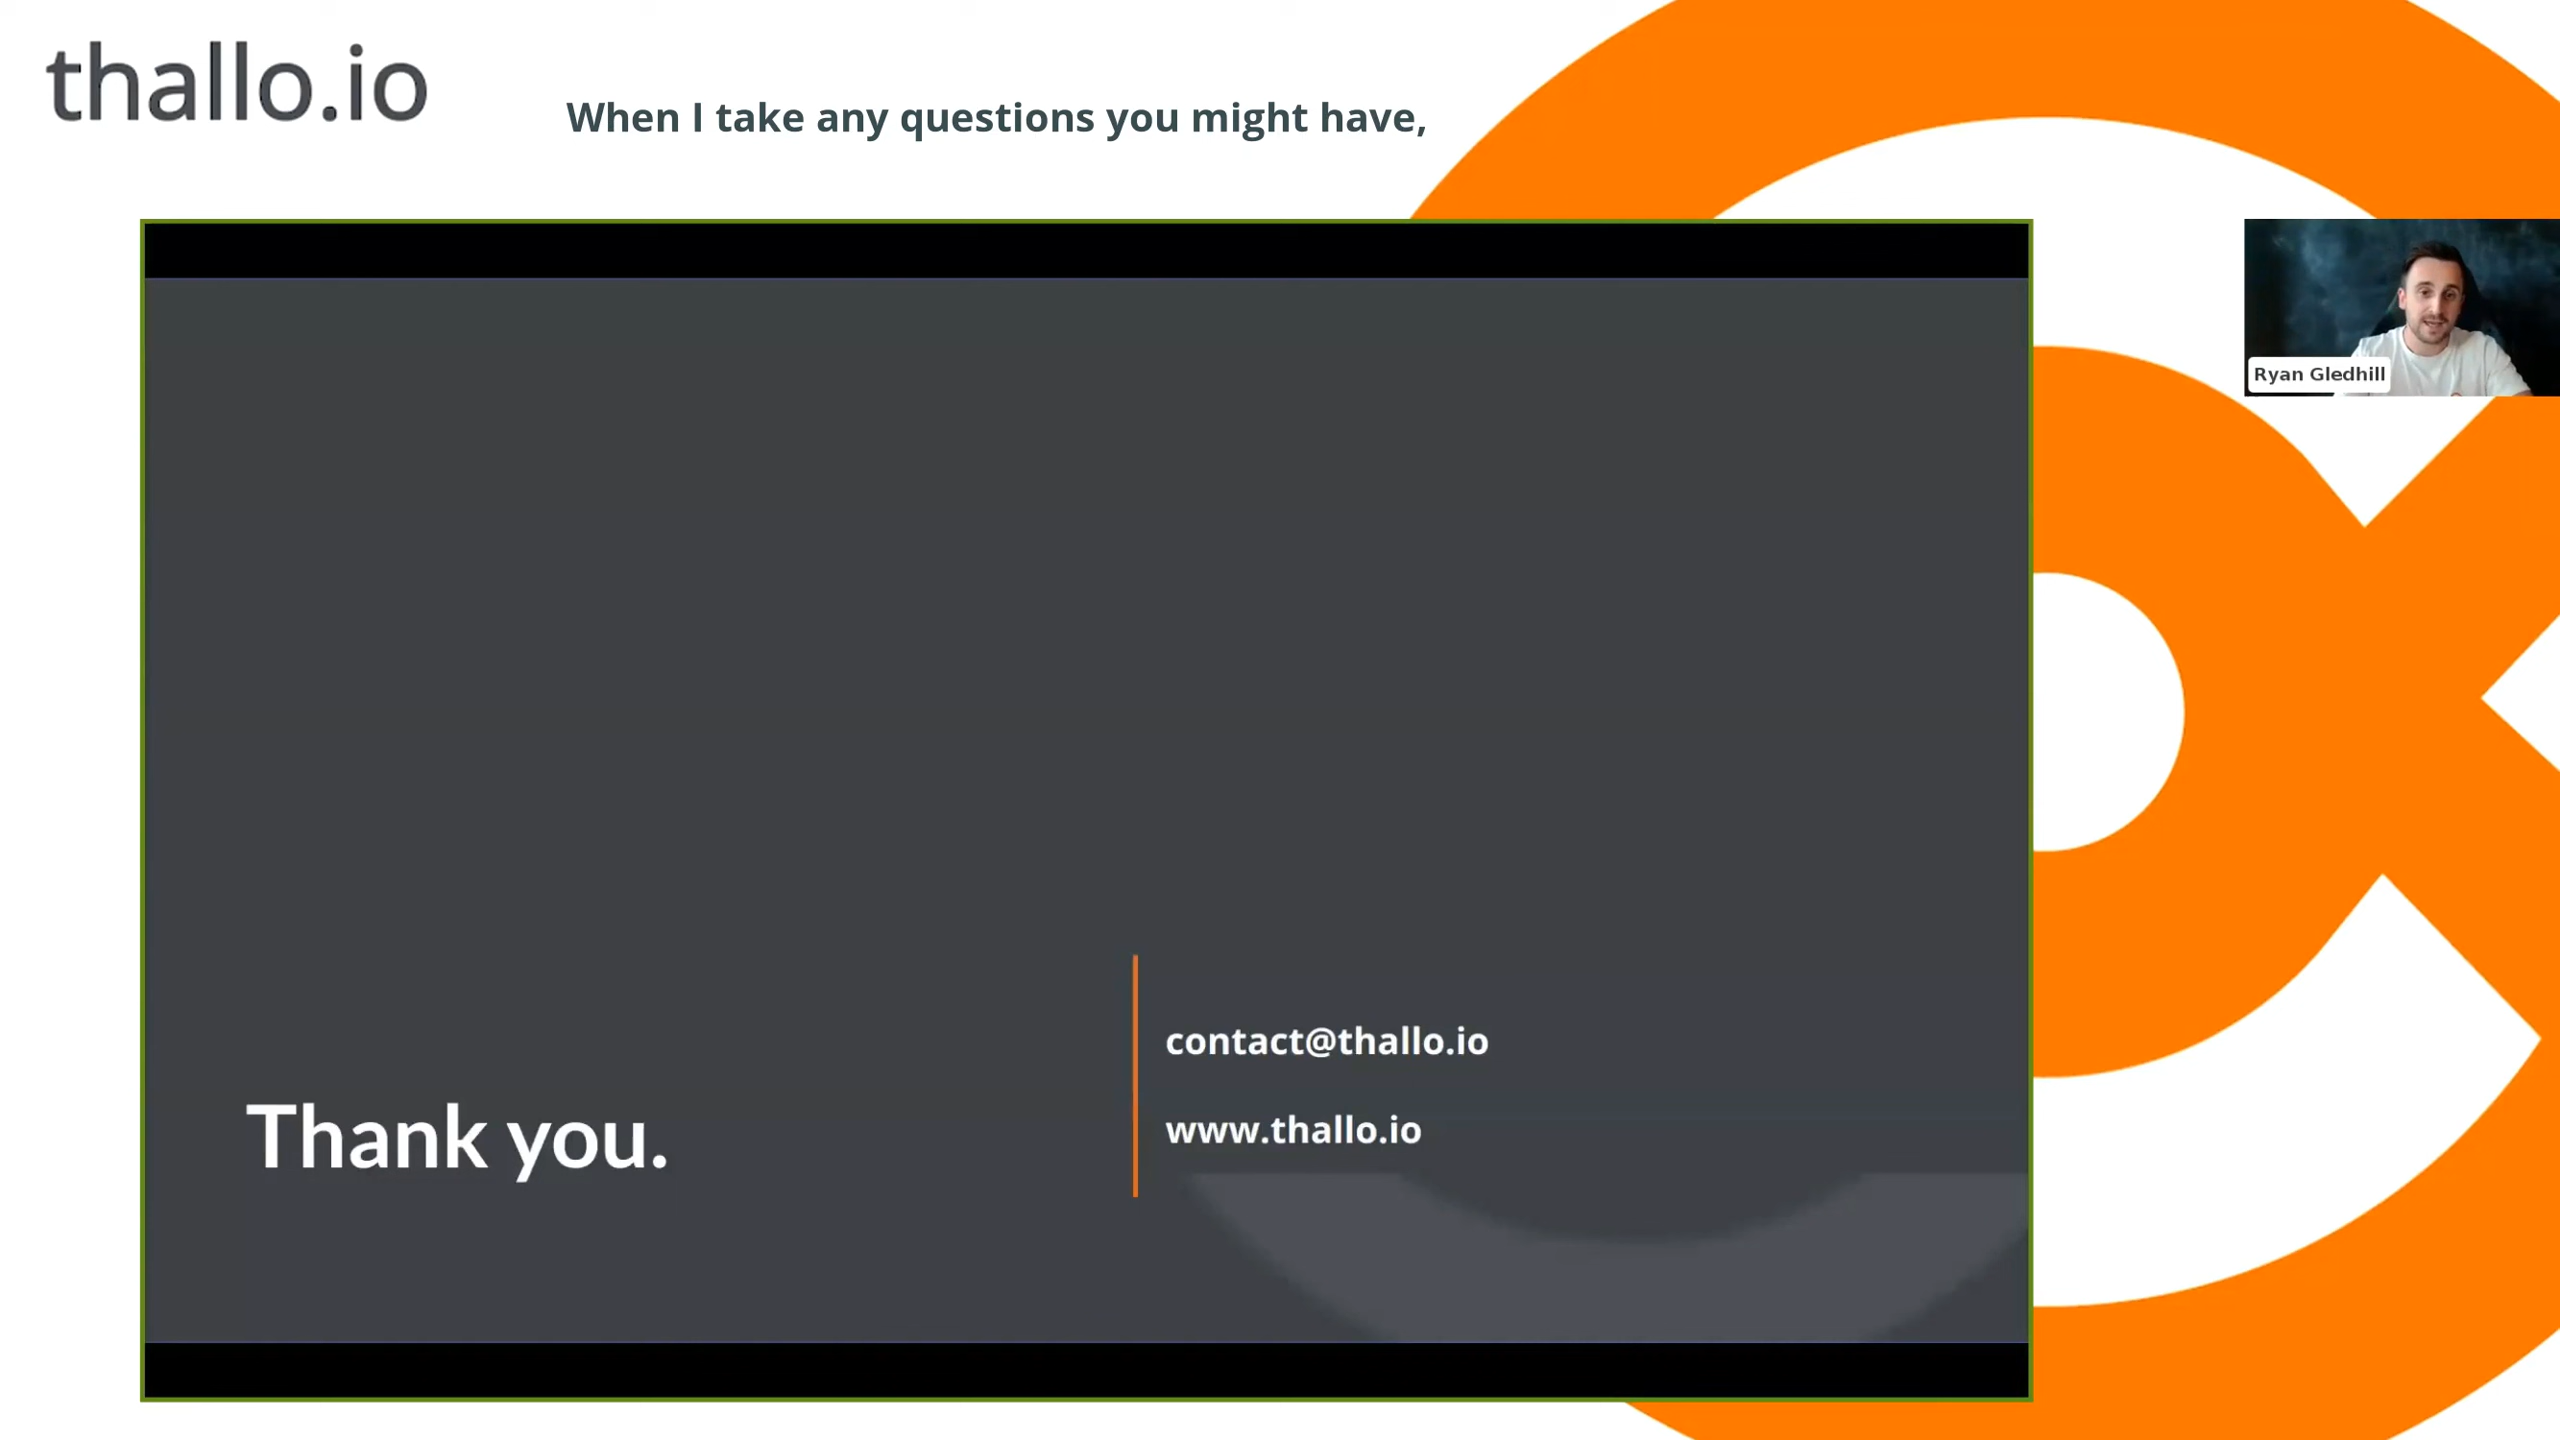 thallo.io
When I take any questions you might have,
Ryan Gledhill
contact@thallo.io
www.thallo.io
Thank you.